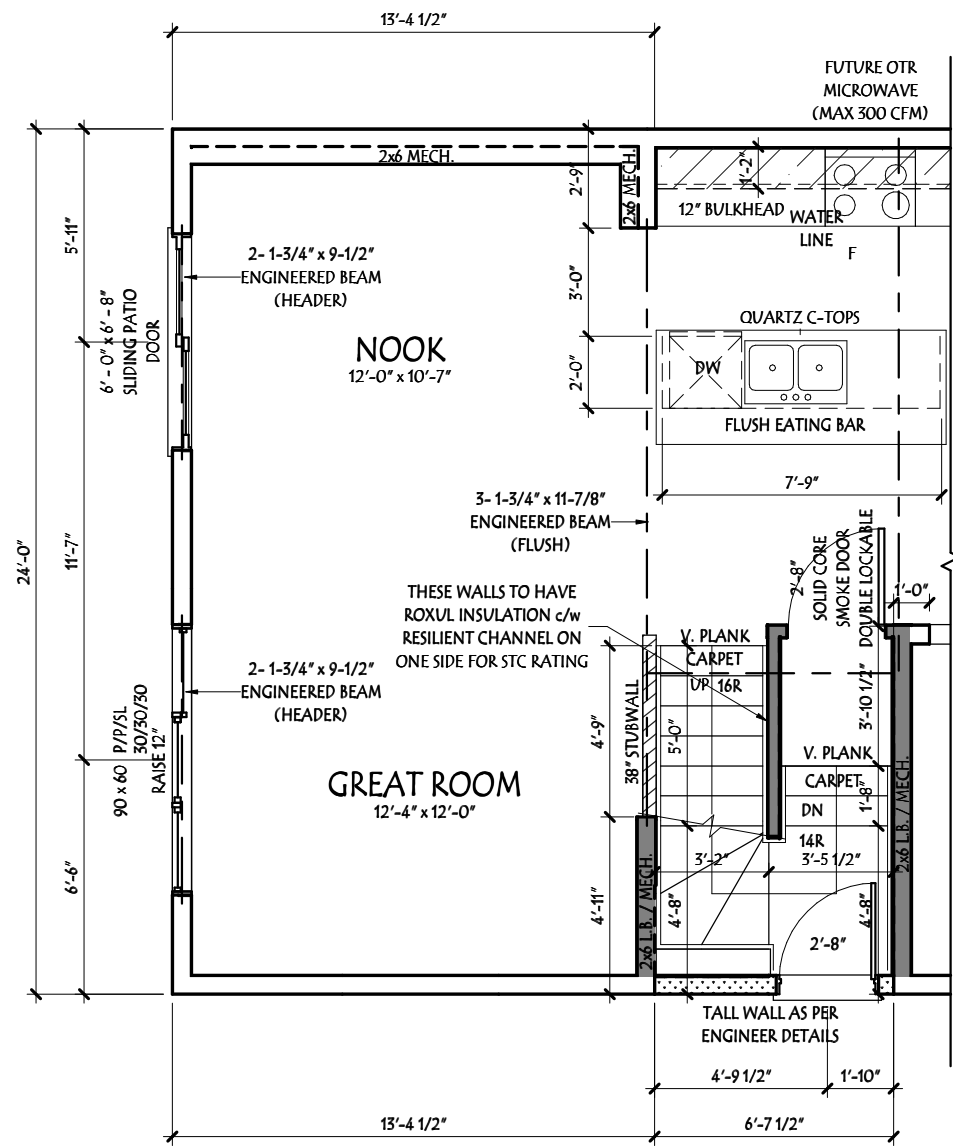 13'-4 1/2"
FUTURE OTR
MICROWAVE
(MAX 300 CFM)
2x6 MECH.
2'-9"
2x6 MECH.
1'-2"
12" BULKHEAD
WATER
LINE
F
5'-11"
2- 1-3/4" x 9-1/2"
ENGINEERED BEAM
(HEADER)
3'-0"
6' - 0" x 6' - 8"
SLIDING PATIO
DOOR
QUARTZ C-TOPS
NOOK
12'-0" x 10'-7"
2'-0"
DW
FLUSH EATING BAR
7'-9"
3- 1-3/4" x 11-7/8"
ENGINEERED BEAM
(FLUSH)
24'-0"
11'-7"
2'-8"
SOLID CORE
SMOKE DOOR
DOUBLE LOCKABLE
1'-0"
THESE WALLS TO HAVE
ROXUL INSULATION c/w
RESILIENT CHANNEL ON
ONE SIDE FOR STC RATING
V. PLANK
CARPET
UP 16R
2- 1-3/4" x 9-1/2"
ENGINEERED BEAM
(HEADER)
3'-10 1/2"
4'-9"
38" STUBWALL
5'-0"
90 x 60 P/P/SL
30/30/30
RAISE 12"
GREAT ROOM
12'-4" x 12'-0"
V. PLANK
CARPET
DN
14R
1'-8"
2x6 L.B. / MECH.
3'-2"
3'-5 1/2"
6'-6"
4'-11"
2x6 L.B. / MECH.
4'-8"
4'-8"
2'-8"
TALL WALL AS PER
ENGINEER DETAILS
4'-9 1/2"
1'-10"
13'-4 1/2"
6'-7 1/2"